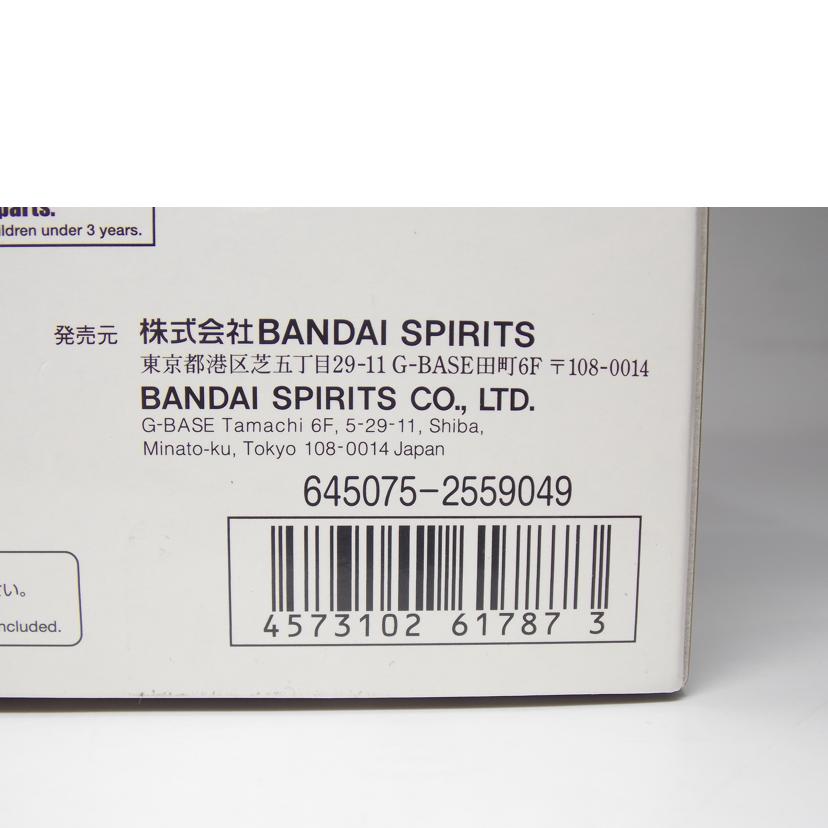 parts.
ildren under 3 years.
発売元 株式会社BANDAI SPIRITS
東京都港区芝五丁目29-11 G-BASE田町6F 〒108-0014
BANDAI SPIRITS CO., LTD.
G-BASE Tamachi 6F, 5-29-11, Shiba,
Minato-ku, Tokyo 108-0014 Japan
645075-2559049
4573102 617873
さい。
ncluded.